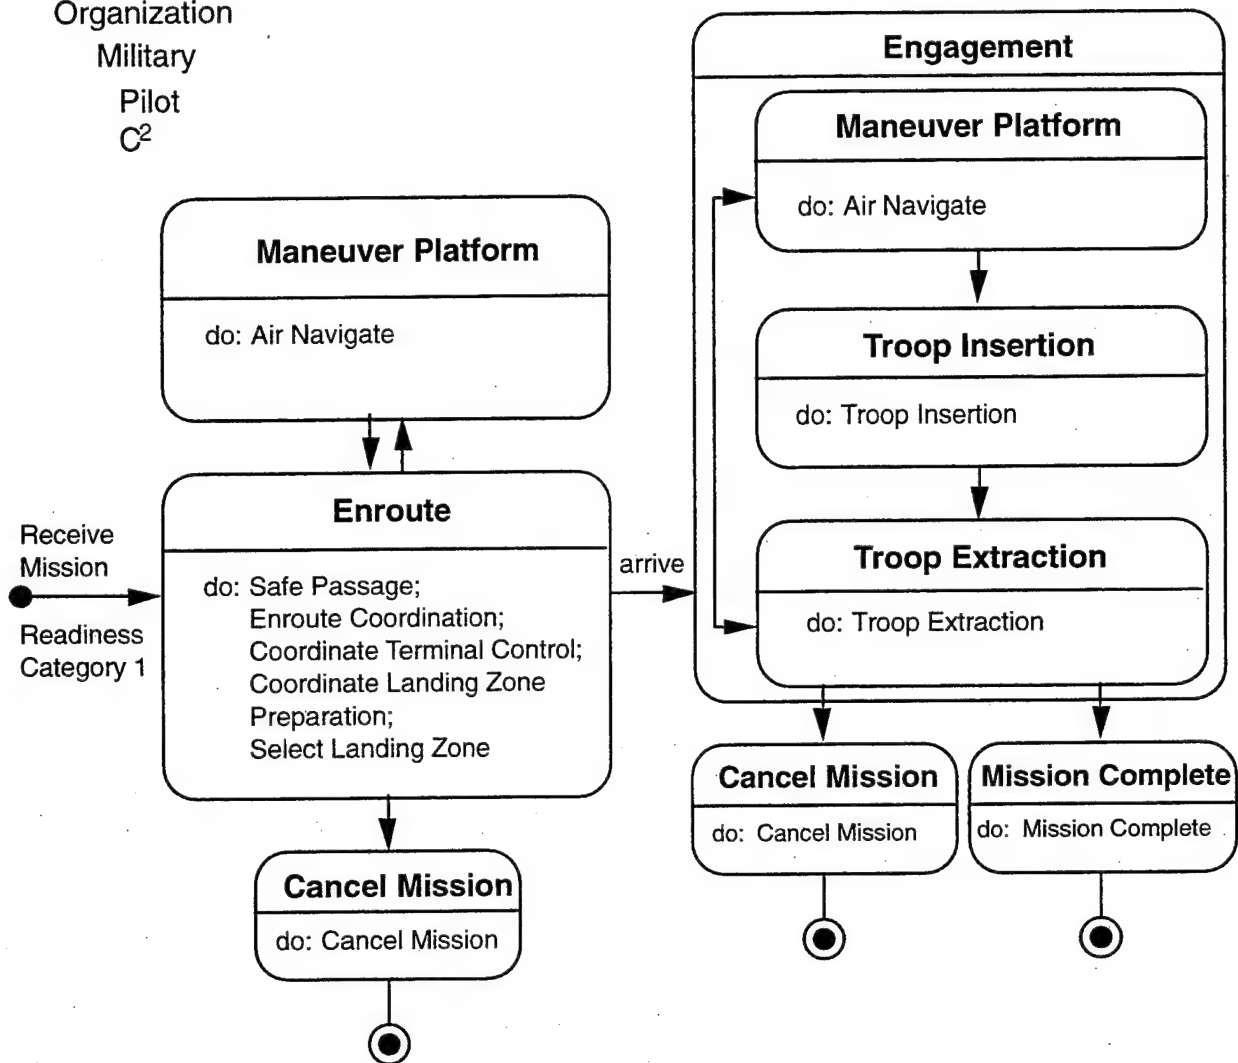 Organization
Military
Pilot
C²
Maneuver Platform
do: Air Navigate
Receive
Mission
Readiness
Category 1
Enroute
do: Safe Passage;
Enroute Coordination;
Coordinate Terminal Control;
Coordinate Landing Zone
Preparation;
Select Landing Zone
arrive
Cancel Mission
do: Cancel Mission
Engagement
Maneuver Platform
do: Air Navigate
Troop Insertion
do: Troop Insertion
Troop Extraction
do: Troop Extraction
Cancel Mission
do: Cancel Mission
Mission Complete
do: Mission Complete